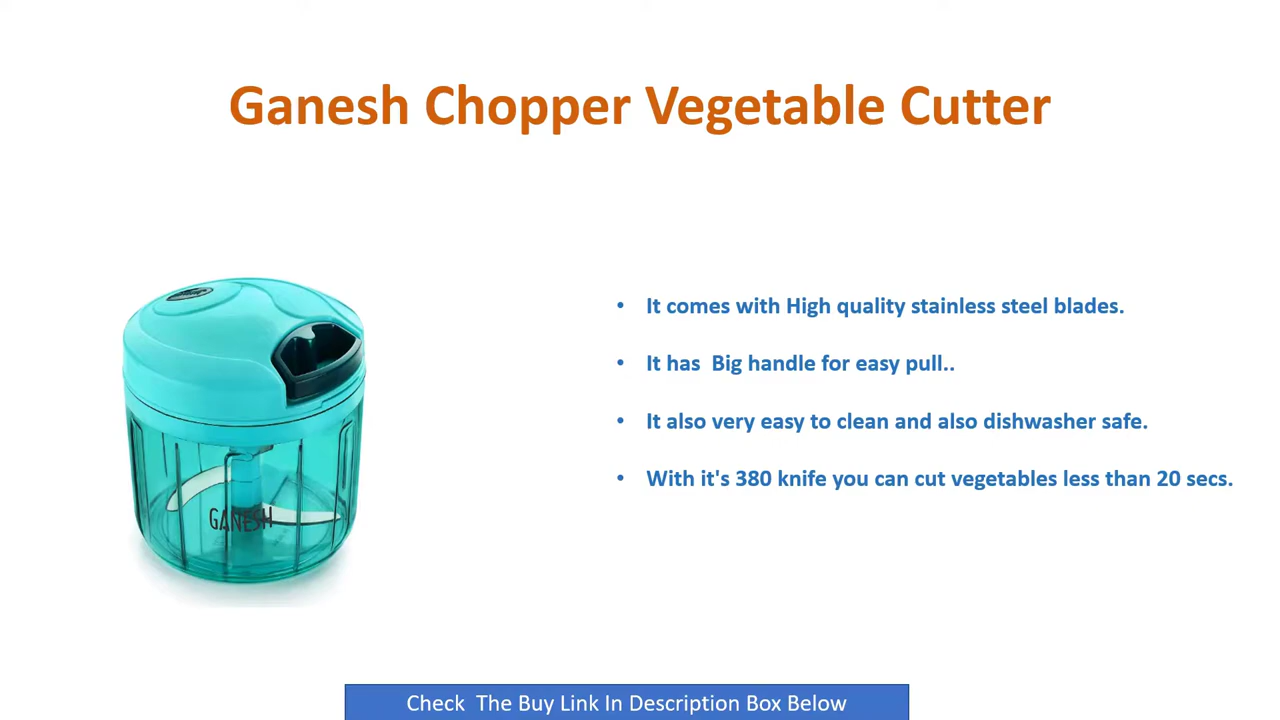 Ganesh Chopper Vegetable Cutter
• It comes with High quality stainless steel blades.
• It has  Big handle for easy pull..
• It also very easy to clean and also dishwasher safe.
• With it's 380 knife you can cut vegetables less than 20 secs.
GANESH
Check  The Buy Link In Description Box Below